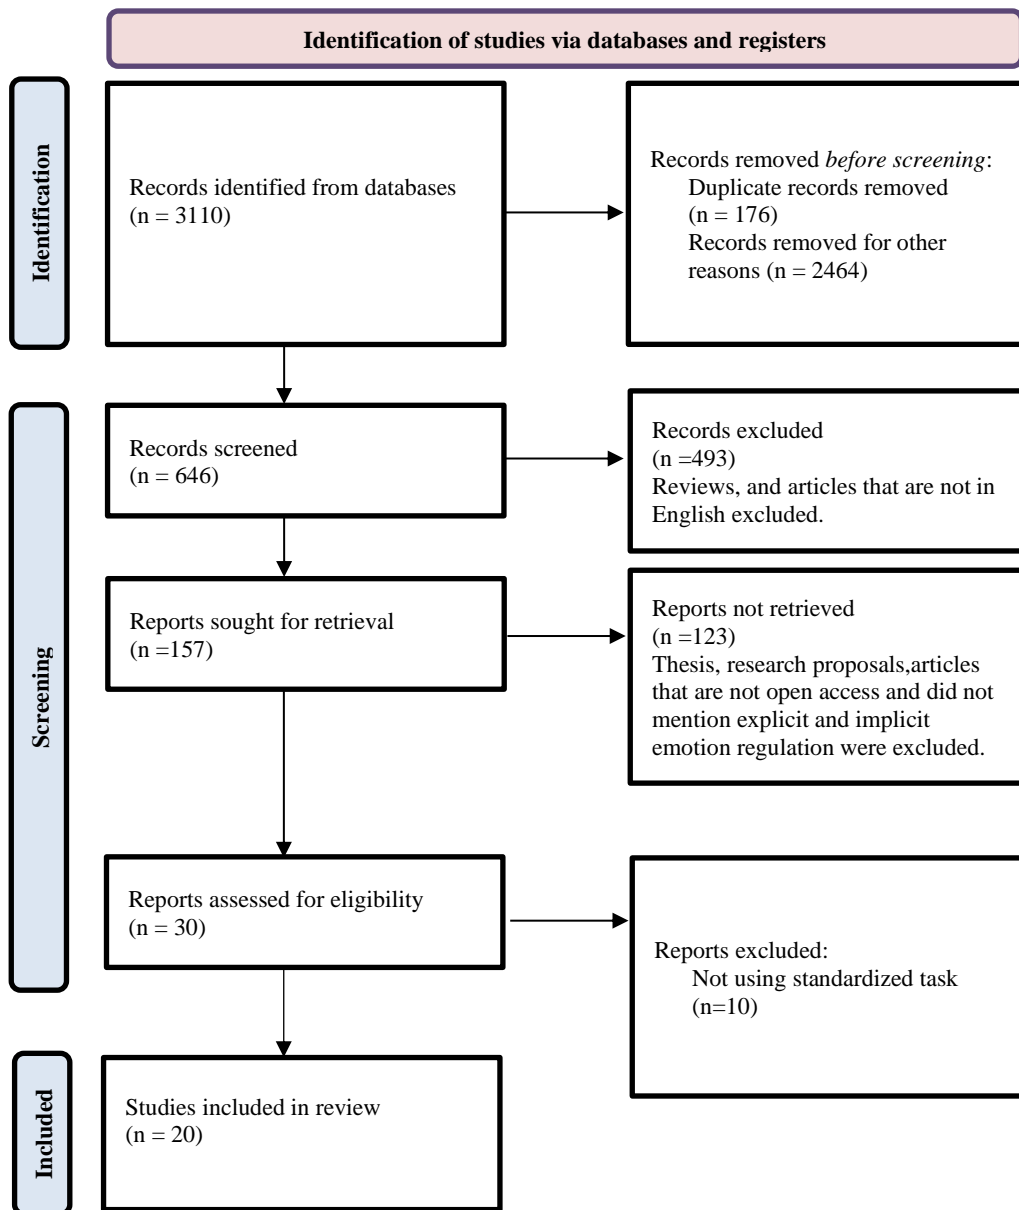 Identification of studies via databases and registers
Identification
Records identified from databases
(n = 3110)
Records removed before screening:
Duplicate records removed
(n = 176)
Records removed for other
reasons (n = 2464)
Screening
Records screened
(n = 646)
Records excluded
(n =493)
Reviews, and articles that are not in
English excluded.
Reports sought for retrieval
(n =157)
Reports not retrieved
(n =123)
Thesis, research proposals,articles
that are not open access and did not
mention explicit and implicit
emotion regulation were excluded.
Reports assessed for eligibility
(n = 30)
Reports excluded:
Not using standardized task
(n=10)
Included
Studies included in review
(n = 20)